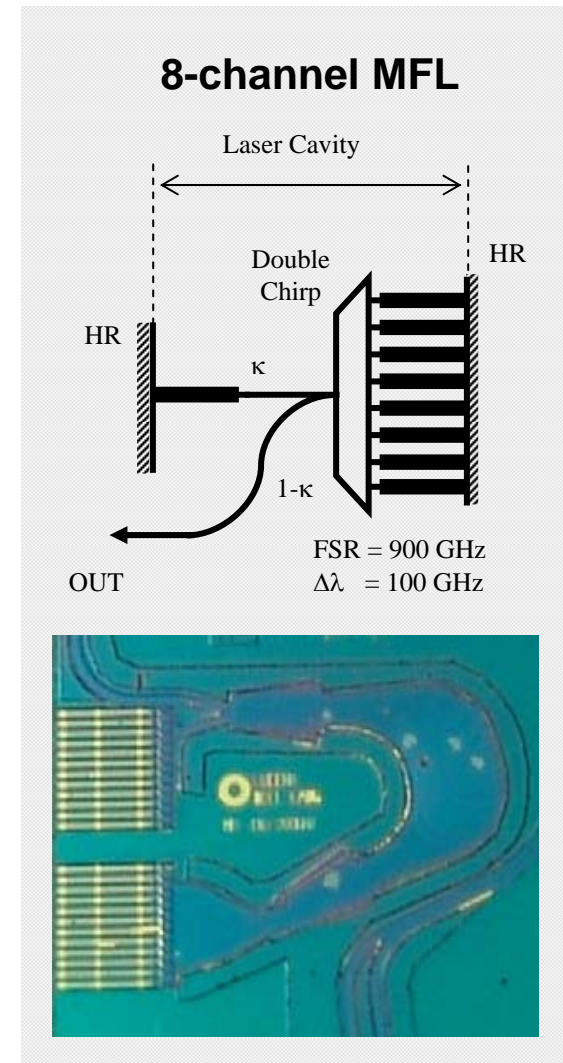 8-channel MFL
Laser Cavity
HR
Double
Chirp
HR
κ
1-κ
FSR = 900 GHz
OUT
Δλ = 100 GHz